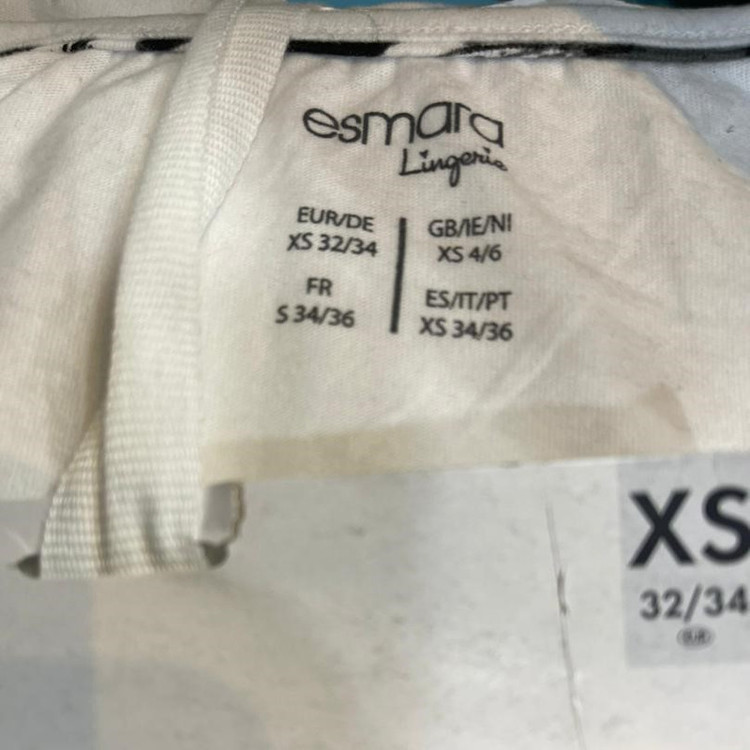 esmara
Lingerie
EUR/DE
XS 32/34
FR
S 34/36
GB/IE/NI
XS 4/6
ES/IT/PT
XS 34/36
XS
32/34